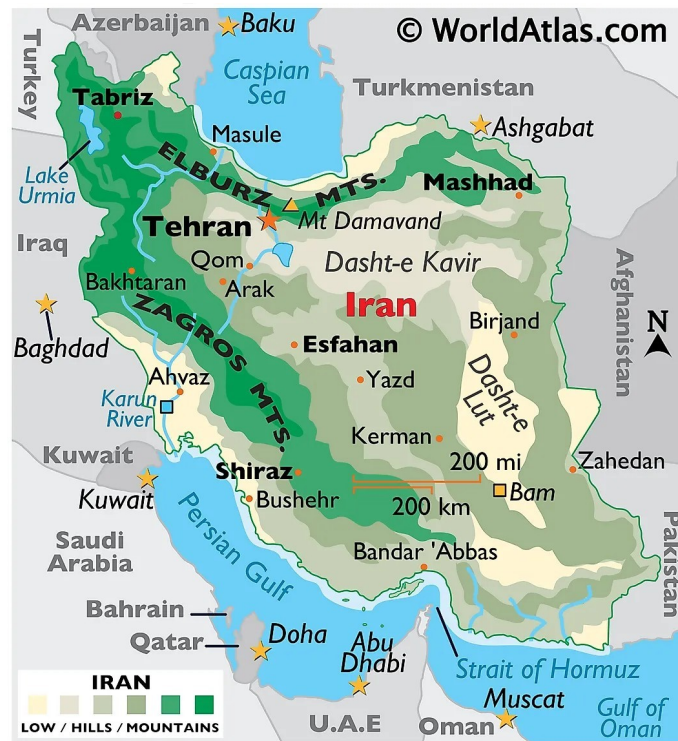 Azerbaijan
Baku
© WorldAtlas.com
Turkey
Caspian
Sea
Turkmenistan
Tabriz
Ashgabat
Masule
Lake
Urmia
ELBURZ MTS.
Mashhad
Tehran
Mt Damavand
Iraq
Qom
Dasht-e Kavir
Bakhtaran
Arak
Iran
Afghanistan
N
ZAGROS MTS.
Birjand
Baghdad
Esfahan
Ahvaz
Yazd
Dasht-e
Lut
Karun
River
Kerman
Kuwait
200 mi
Zahedan
Shiraz
Kuwait
Bushehr
200 km
Bam
Persian Gulf
Saudi
Arabia
Bandar 'Abbas
Pakistan
Bahrain
Qatar
Doha
Abu
Dhabi
Strait of Hormuz
Muscat
Gulf of
Oman
U.A.E
Oman
IRAN
LOW / HILLS / MOUNTAINS